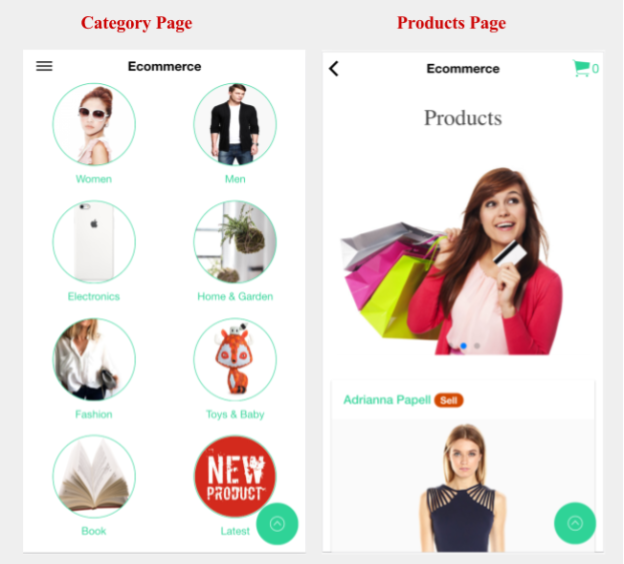 Category Page
Products Page
Ecommerce
Women
Men
Electronics
Home & Garden
Fashion
Toys & Baby
NEW
PRODUCT
Book
Latest
Ecommerce
0
Products
Adrianna Papell Sell